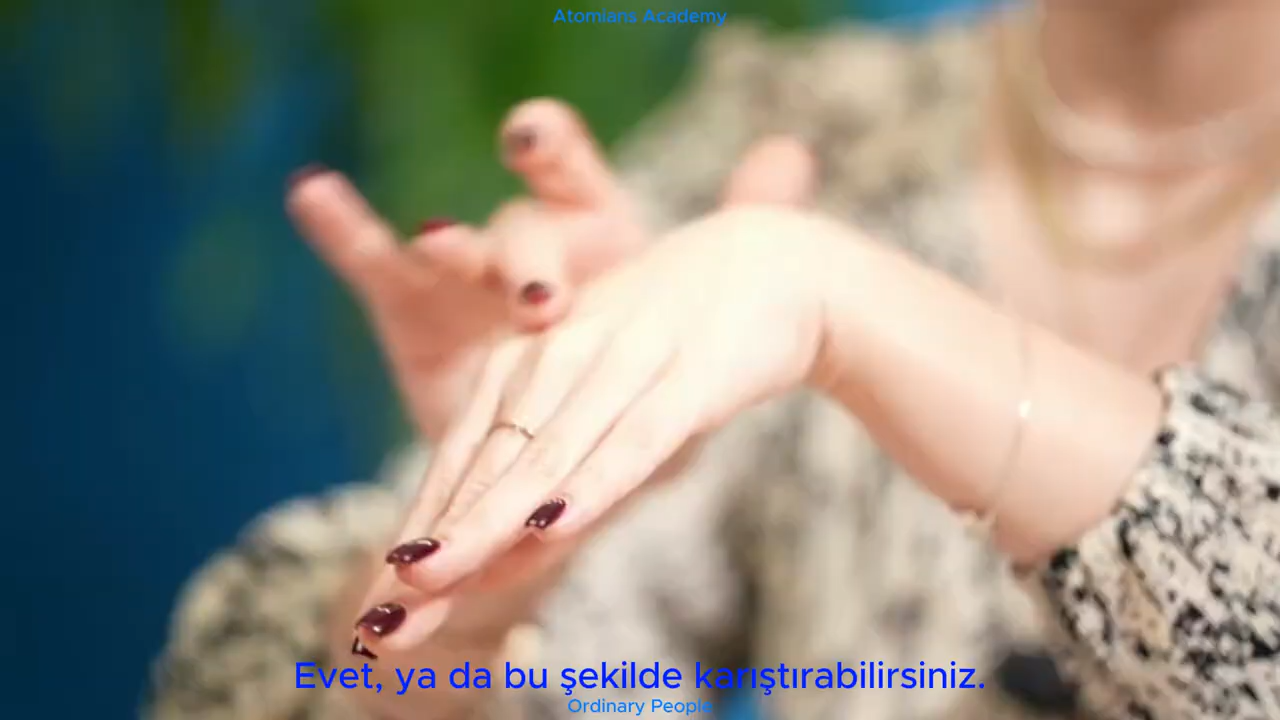 Atomians Academy
Evet, ya da bu şekilde karıştırabilirsiniz.
Ordinary People